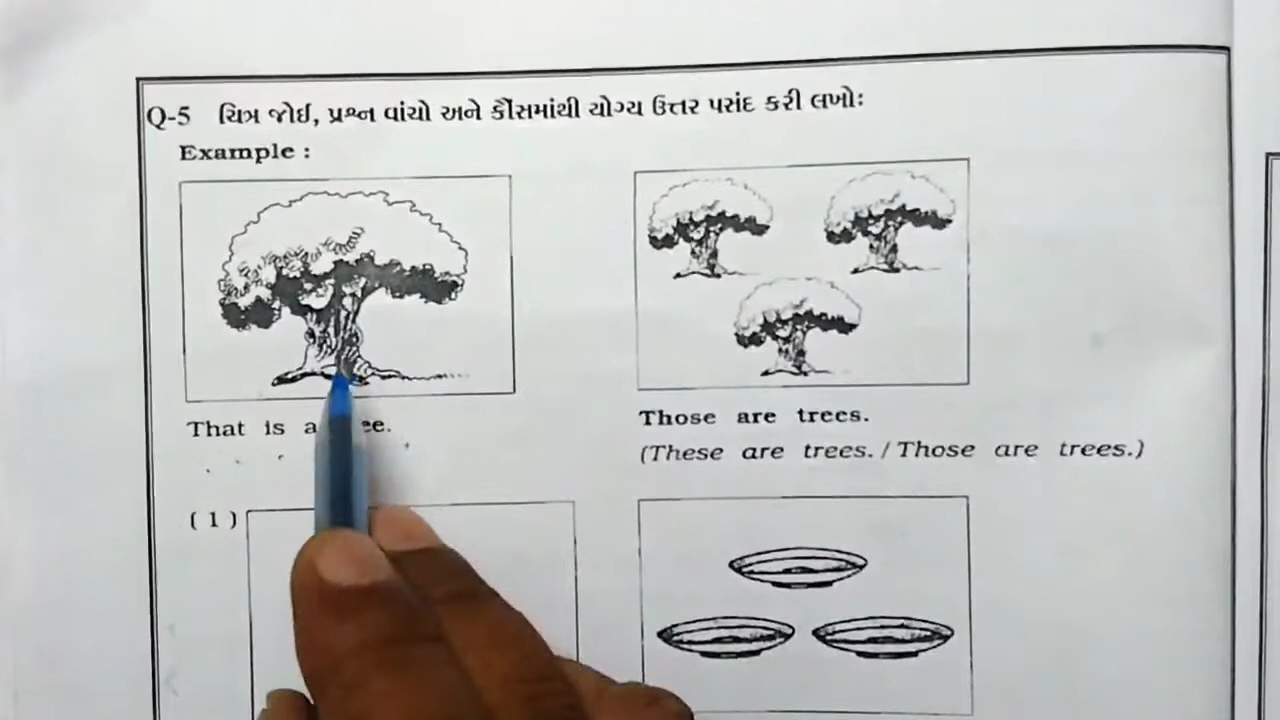 Q-5 ચિત્ર જોઈ, પ્રશ્ન વાંચો અને કૌંસમાંથી યોગ્ય ઉત્તર પસંદ કરી લખોઃ
Example :
That is a
Those are trees.
(These are trees. / Those are trees.)
( 1 )